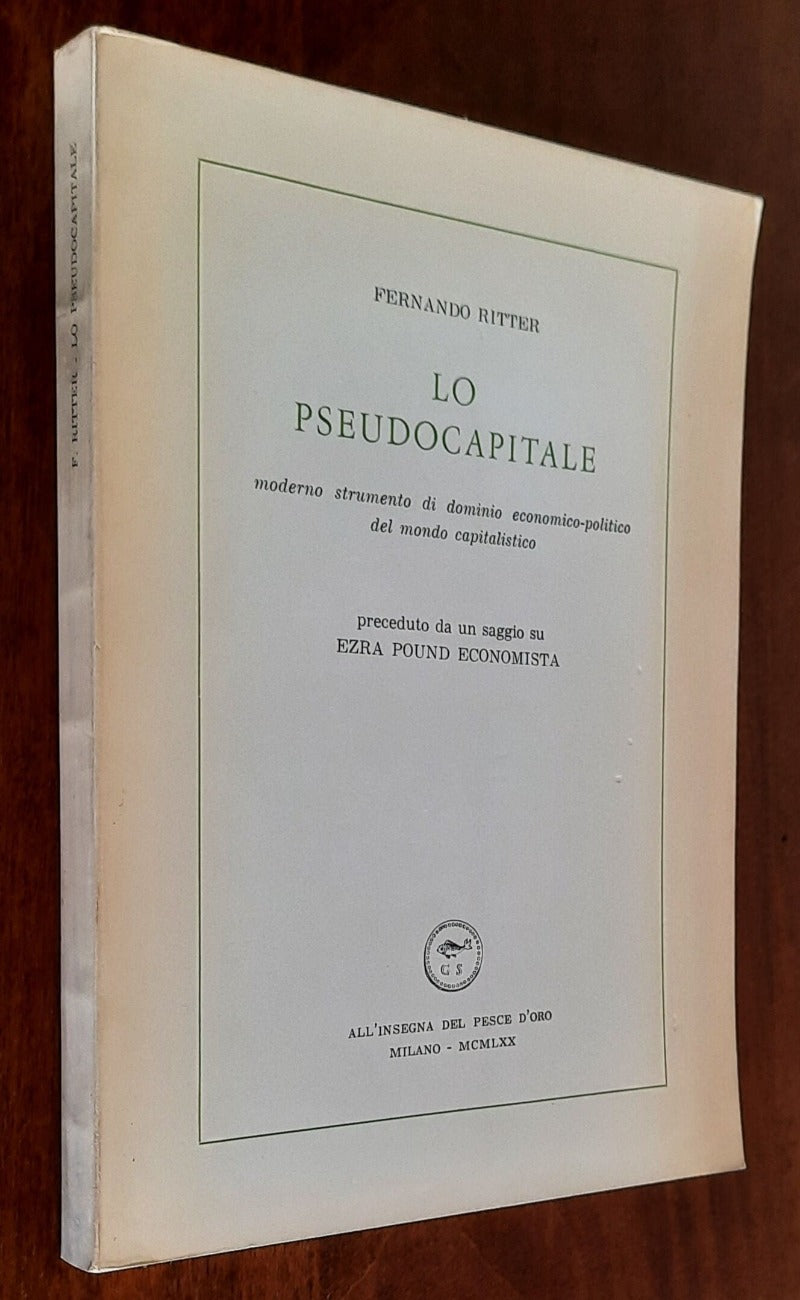 F. RITTER - LO PSEUDOCAPITALE
FERNANDO RITTER
LO
PSEUDOCAPITALE
moderno strumento di dominio economico-politico
del mondo capitalistico
preceduto da un saggio su
EZRA POUND ECONOMISTA
G S
ALL'INSEGNA DEL PESCE D'ORO
MILANO - MCMLXX